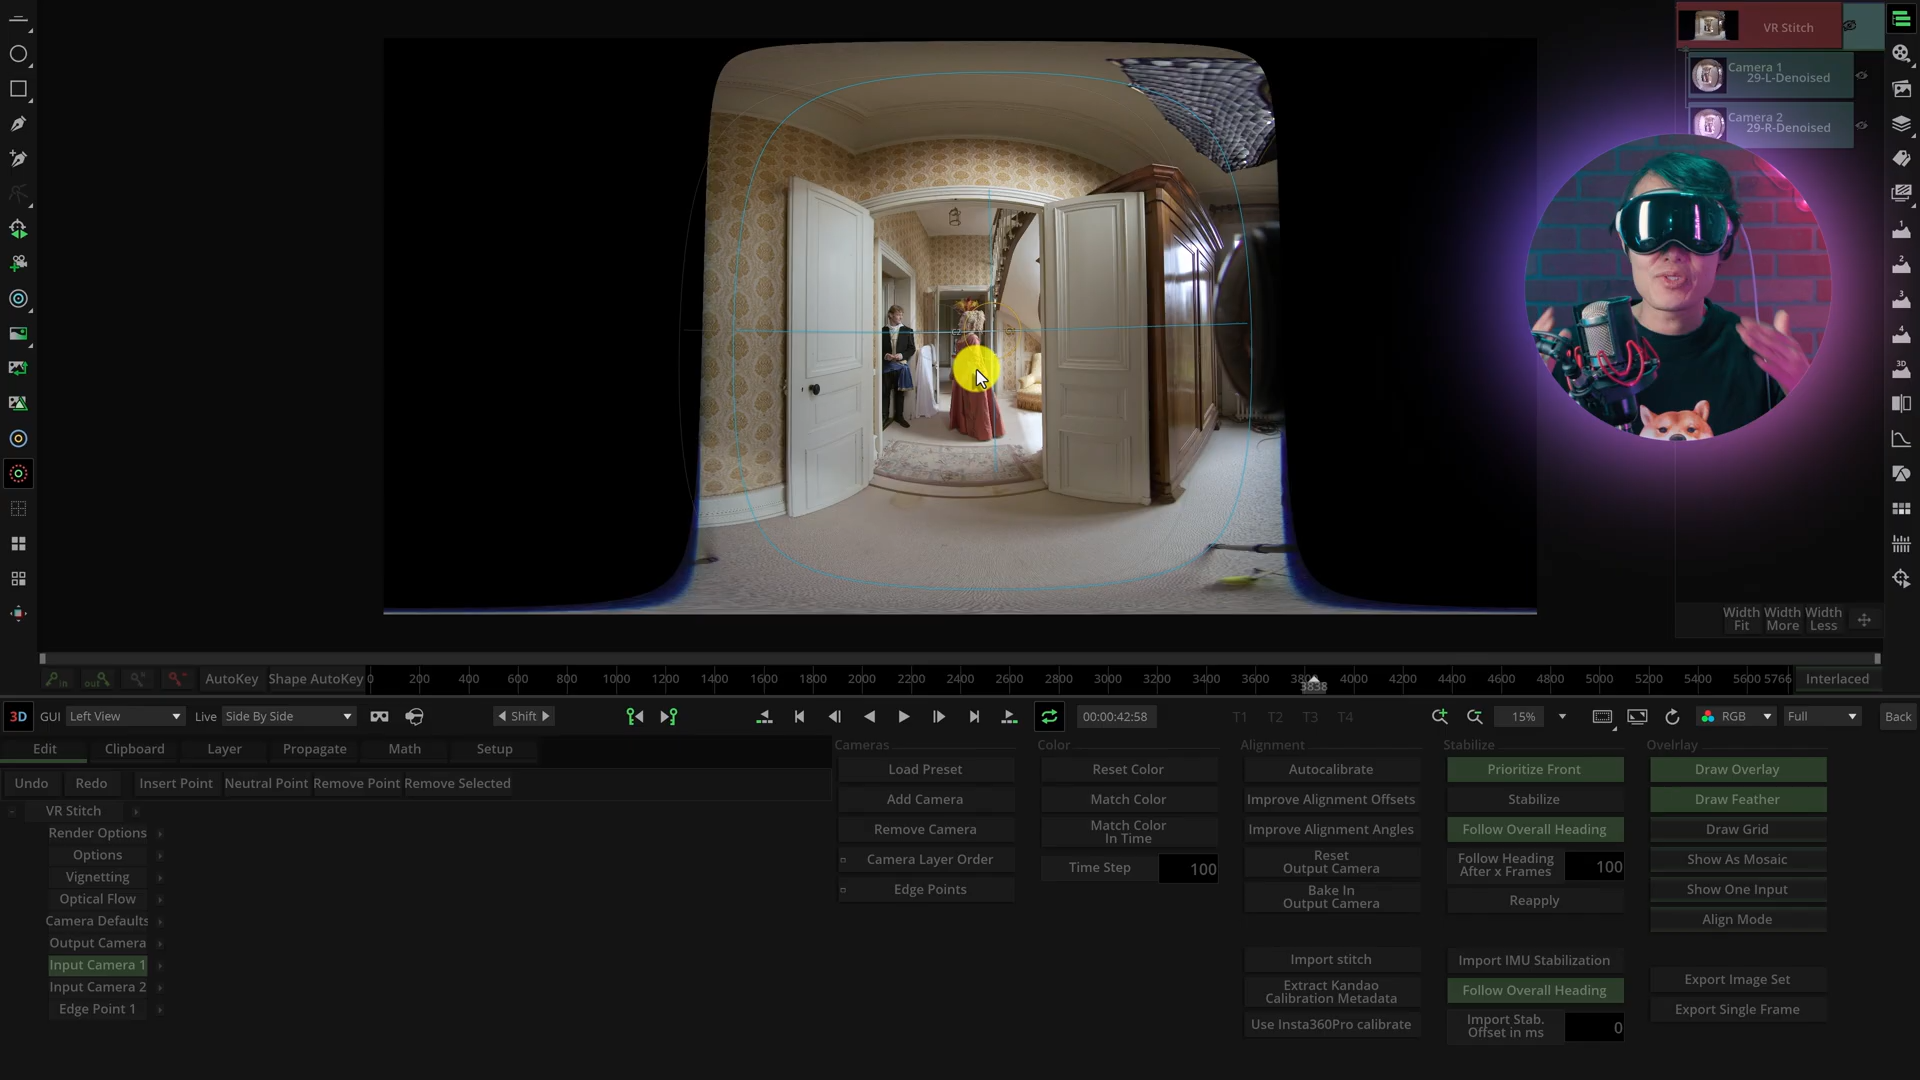 VR Stitch
Camera 1
29-L-Denoised
Camera 2
29-R-Denoised
1
2
3
4
3D
Width Fit
Width More
Width Less
in
out
AutoKey
Shape AutoKey
0 200 400 600 800 1000 1200 1400 1600 1800 2000 2200 2400 2600 2800 3000 3200 3400 3600 4000 4200 4400 4600 4800 5000 5200 5400 5600 5766
3838
Interlaced
3D GUI Left View Live Side By Side Shift 00:00:42:58 T1 T2 T3 T4 15% RGB Full Back
Edit Clipboard Layer Propagate Math Setup
Undo Redo Insert Point Neutral Point Remove Point Remove Selected
VR Stitch
Render Options
Options
Vignetting
Optical Flow
Camera Defaults
Output Camera
Input Camera 1
Input Camera 2
Edge Point 1
Cameras
Load Preset
Add Camera
Remove Camera
Camera Layer Order
Edge Points
Color
Reset Color
Match Color
Match Color
In Time
Time Step 100
Alignment
Autocalibrate
Improve Alignment Offsets
Improve Alignment Angles
Reset
Output Camera
Bake In
Output Camera
Import stitch
Extract Kandao
Calibration Metadata
Use Insta360Pro calibrate
Stabilize
Prioritize Front
Stabilize
Follow Overall Heading
Follow Heading
After x Frames 100
Reapply
Import IMU Stabilization
Follow Overall Heading
Import Stab.
Offset in ms 0
Ovelrlay
Draw Overlay
Draw Feather
Draw Grid
Show As Mosaic
Show One Input
Align Mode
Export Image Set
Export Single Frame